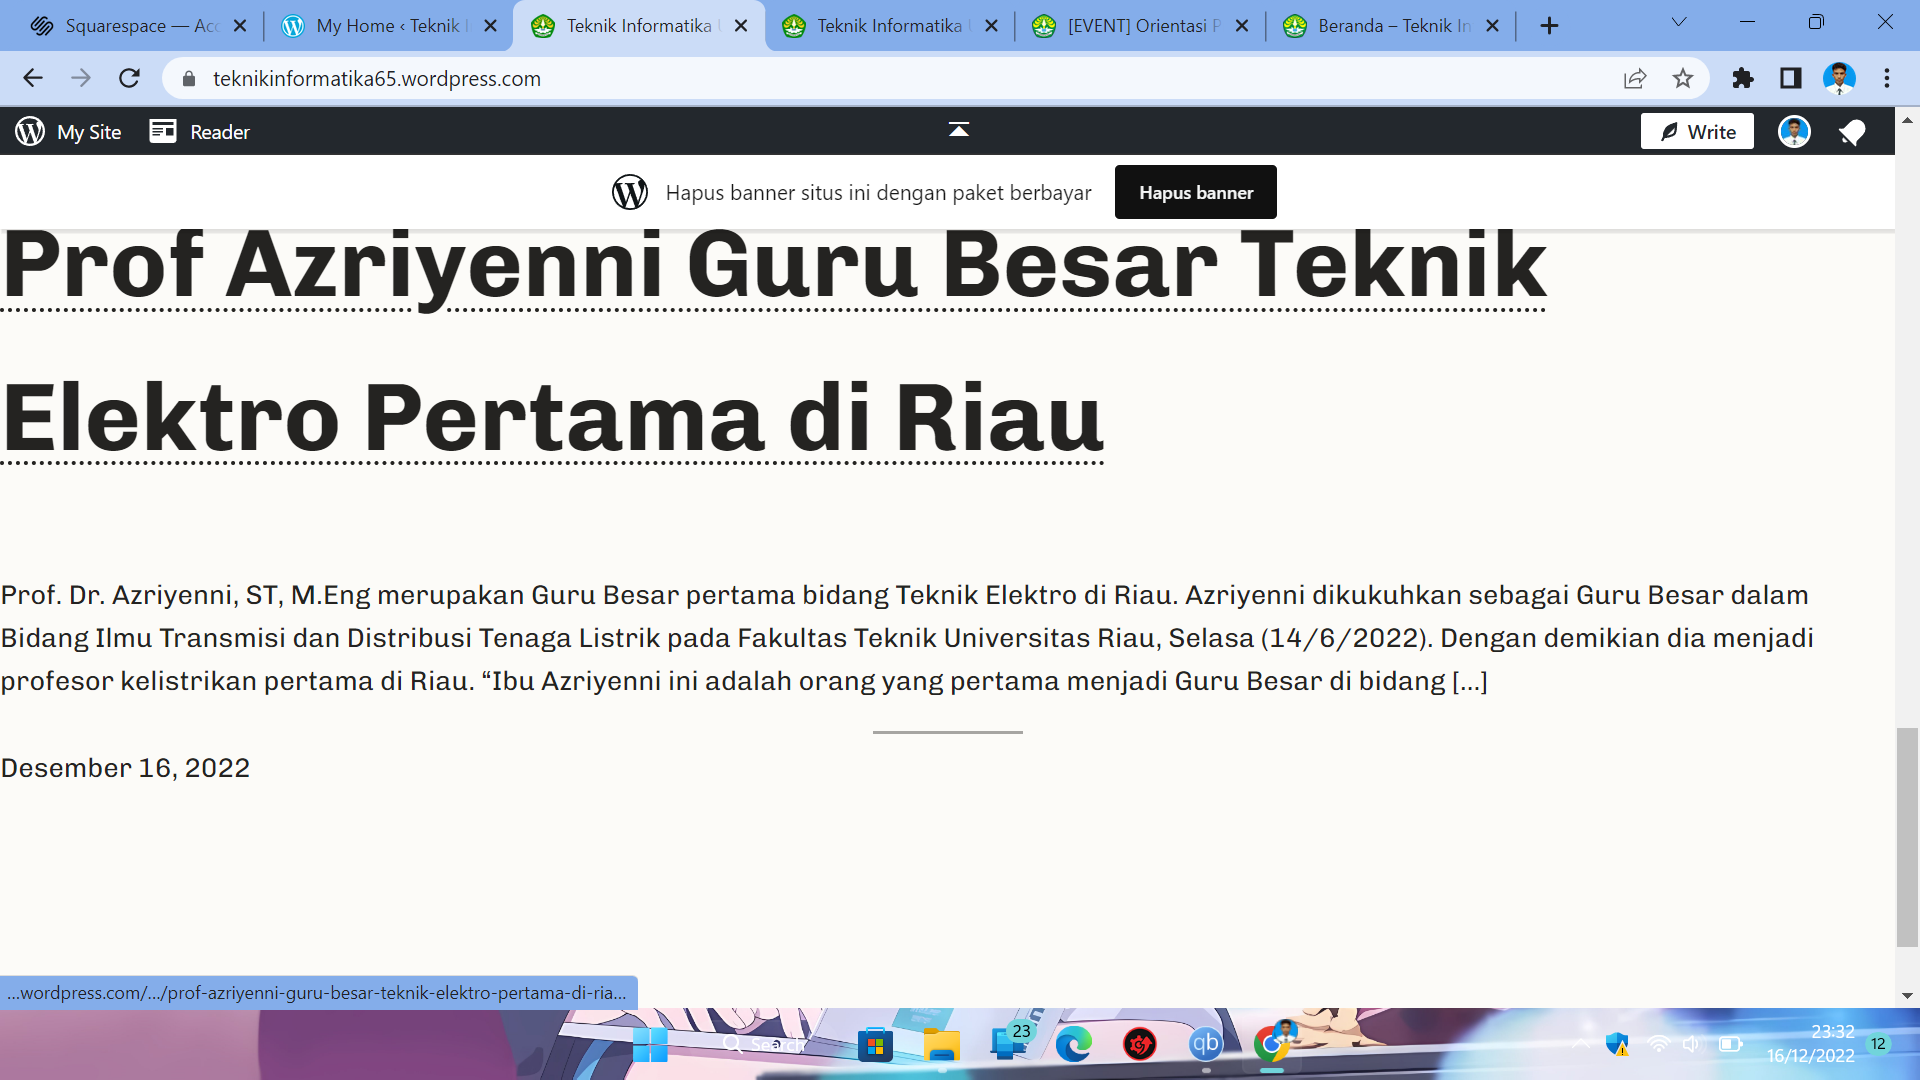 Squarespace — Acc
My Home ‹ Teknik I
Teknik Informatika U
Teknik Informatika U
[EVENT] Orientasi P
Beranda – Teknik In
teknikinformatika65.wordpress.com
My Site
Reader
Write
Hapus banner situs ini dengan paket berbayar
Hapus banner
Prof Azriyenni Guru Besar Teknik
Elektro Pertama di Riau
Prof. Dr. Azriyenni, ST, M.Eng merupakan Guru Besar pertama bidang Teknik Elektro di Riau. Azriyenni dikukuhkan sebagai Guru Besar dalam
Bidang Ilmu Transmisi dan Distribusi Tenaga Listrik pada Fakultas Teknik Universitas Riau, Selasa (14/6/2022). Dengan demikian dia menjadi
profesor kelistrikan pertama di Riau. “Ibu Azriyenni ini adalah orang yang pertama menjadi Guru Besar di bidang [...]
Desember 16, 2022
...wordpress.com/.../prof-azriyenni-guru-besar-teknik-elektro-pertama-di-ria...
Search
23
qb
23:32
16/12/2022
12